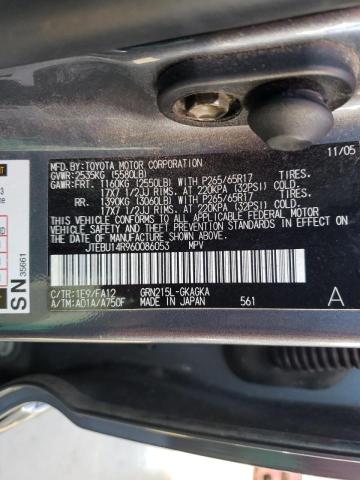 11/05
MFD.BY:TOYOTA MOTOR CORPORATION
GVWR:2535KG (5580LB)
GAWR:FRT. 1160KG (2550LB) WITH P265/65R17 TIRES.
17X7 1/2JJ RIMS. AT 220KPA (32PSI) COLD.
RR: 1390KG (3060LB) WITH P265/65R17 TIRES.
17X7 1/2JJ RIMS. AT 220KPA (32PSI) COLD.
THIS VEHICLE CONFORMS TO ALL APPLICABLE FEDERAL MOTOR VEHICLE SAFETY AND THEFT PREVENTION STANDARDS IN EFFECT ON THE DATE OF MANUFACTURE SHOWN ABOVE.
JTEBU14R960086053 MPV
C/TR:1E9/FA12 GRN215L-GKAGKA
A/TM:A01A/A750F MADE IN JAPAN 561
A
SN
35661